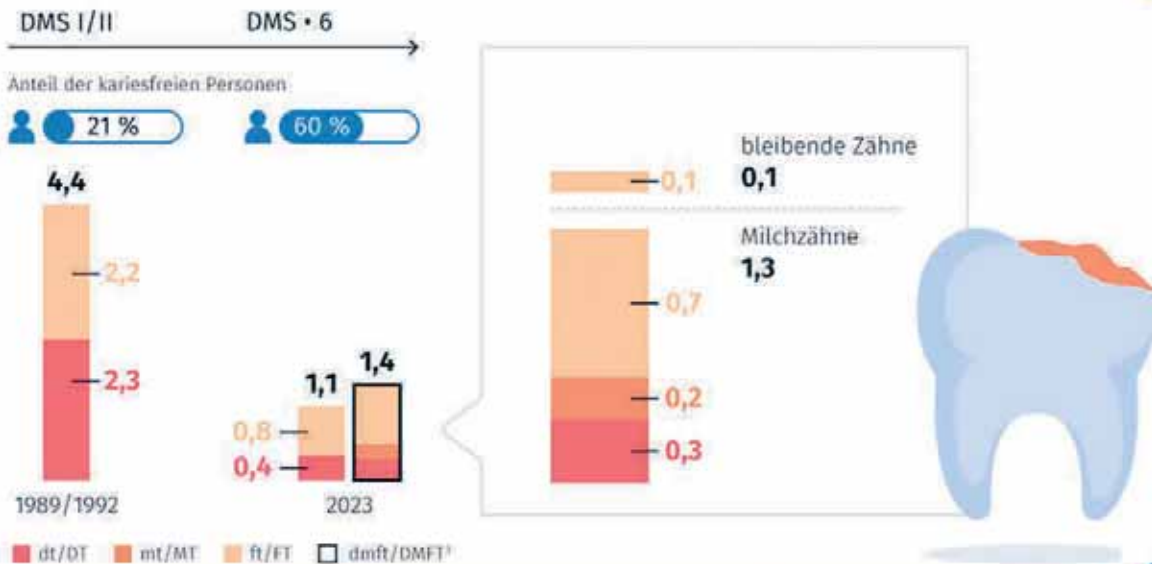 DMS I/II
DMS • 6
Anteil der kariesfreien Personen
21 %
60 %
4,4
2,2
2,3
1,1
1,4
0,8
0,4
1989/1992
2023
dt/DT
mt/MT
ft/FT
dmft/DMFT¹
bleibende Zähne
0,1
0,1
Milchzähne
1,3
0,7
0,2
0,3